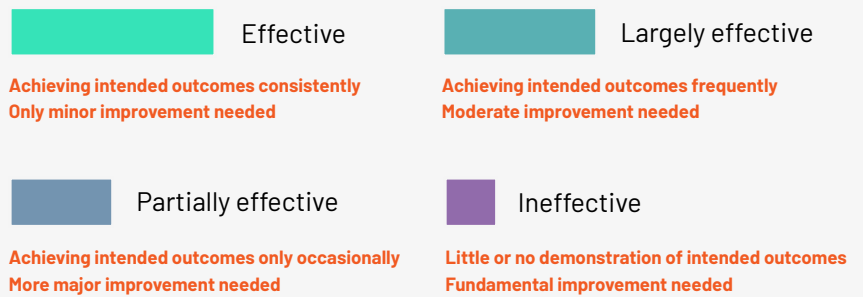 Effective
Achieving intended outcomes consistently
Only minor improvement needed
Largely effective
Achieving intended outcomes frequently
Moderate improvement needed
Partially effective
Achieving intended outcomes only occasionally
More major improvement needed
Ineffective
Little or no demonstration of intended outcomes
Fundamental improvement needed